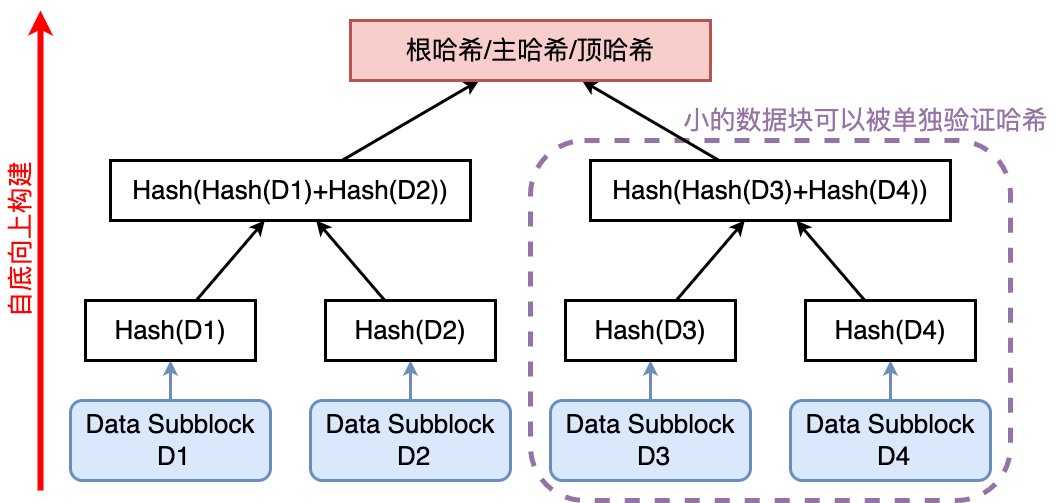 根哈希/主哈希/顶哈希
小的数据块可以被单独验证哈希
自底向上构建
Hash(Hash(D1)+Hash(D2))
Hash(Hash(D3)+Hash(D4))
Hash(D1)
Hash(D2)
Hash(D3)
Hash(D4)
Data Subblock
D1
Data Subblock
D2
Data Subblock
D3
Data Subblock
D4